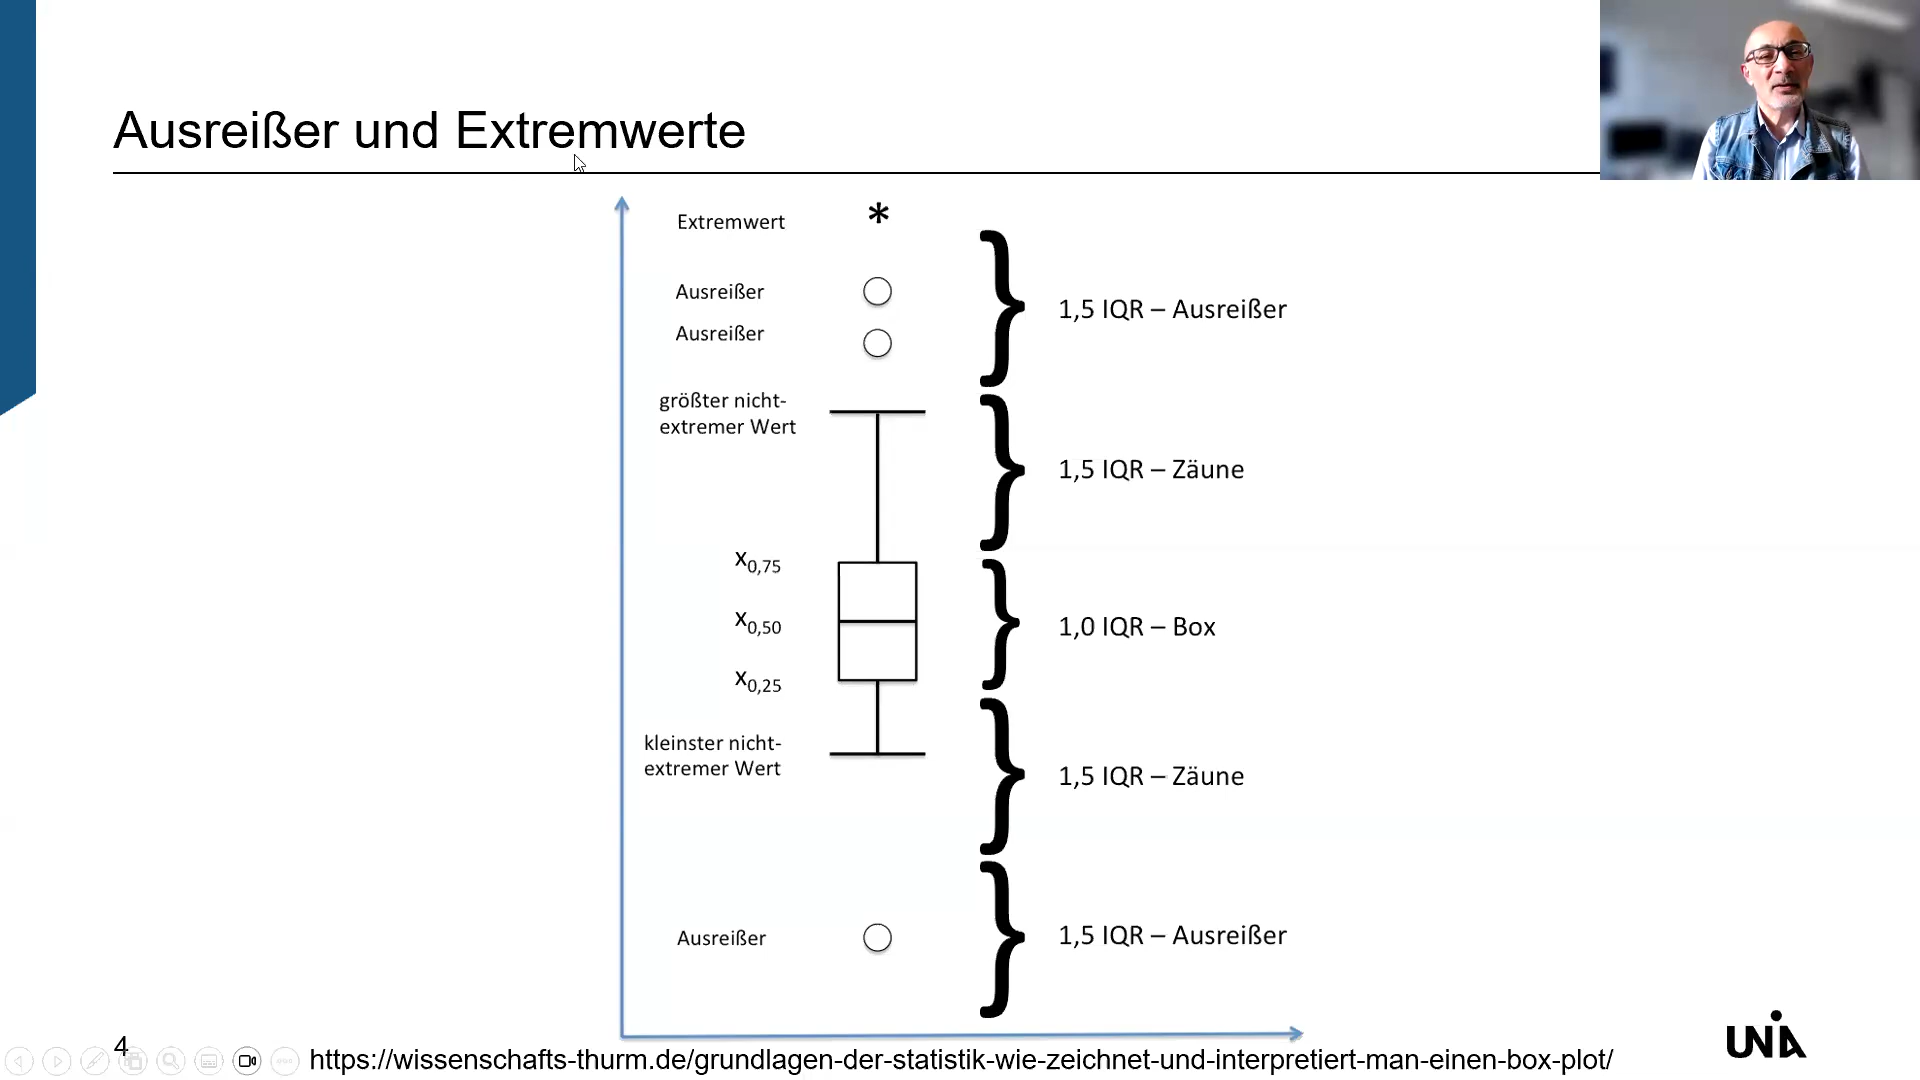 Ausreißer und Extremwerte
Extremwert
*
Ausreißer
Ausreißer
1,5 IQR – Ausreißer
größter nicht-
extremer Wert
1,5 IQR – Zäune
x0,75
x0,50
x0,25
1,0 IQR – Box
kleinster nicht-
extremer Wert
1,5 IQR – Zäune
Ausreißer
1,5 IQR – Ausreißer
4
https://wissenschafts-thurm.de/grundlagen-der-statistik-wie-zeichnet-und-interpretiert-man-einen-box-plot/
UNIA